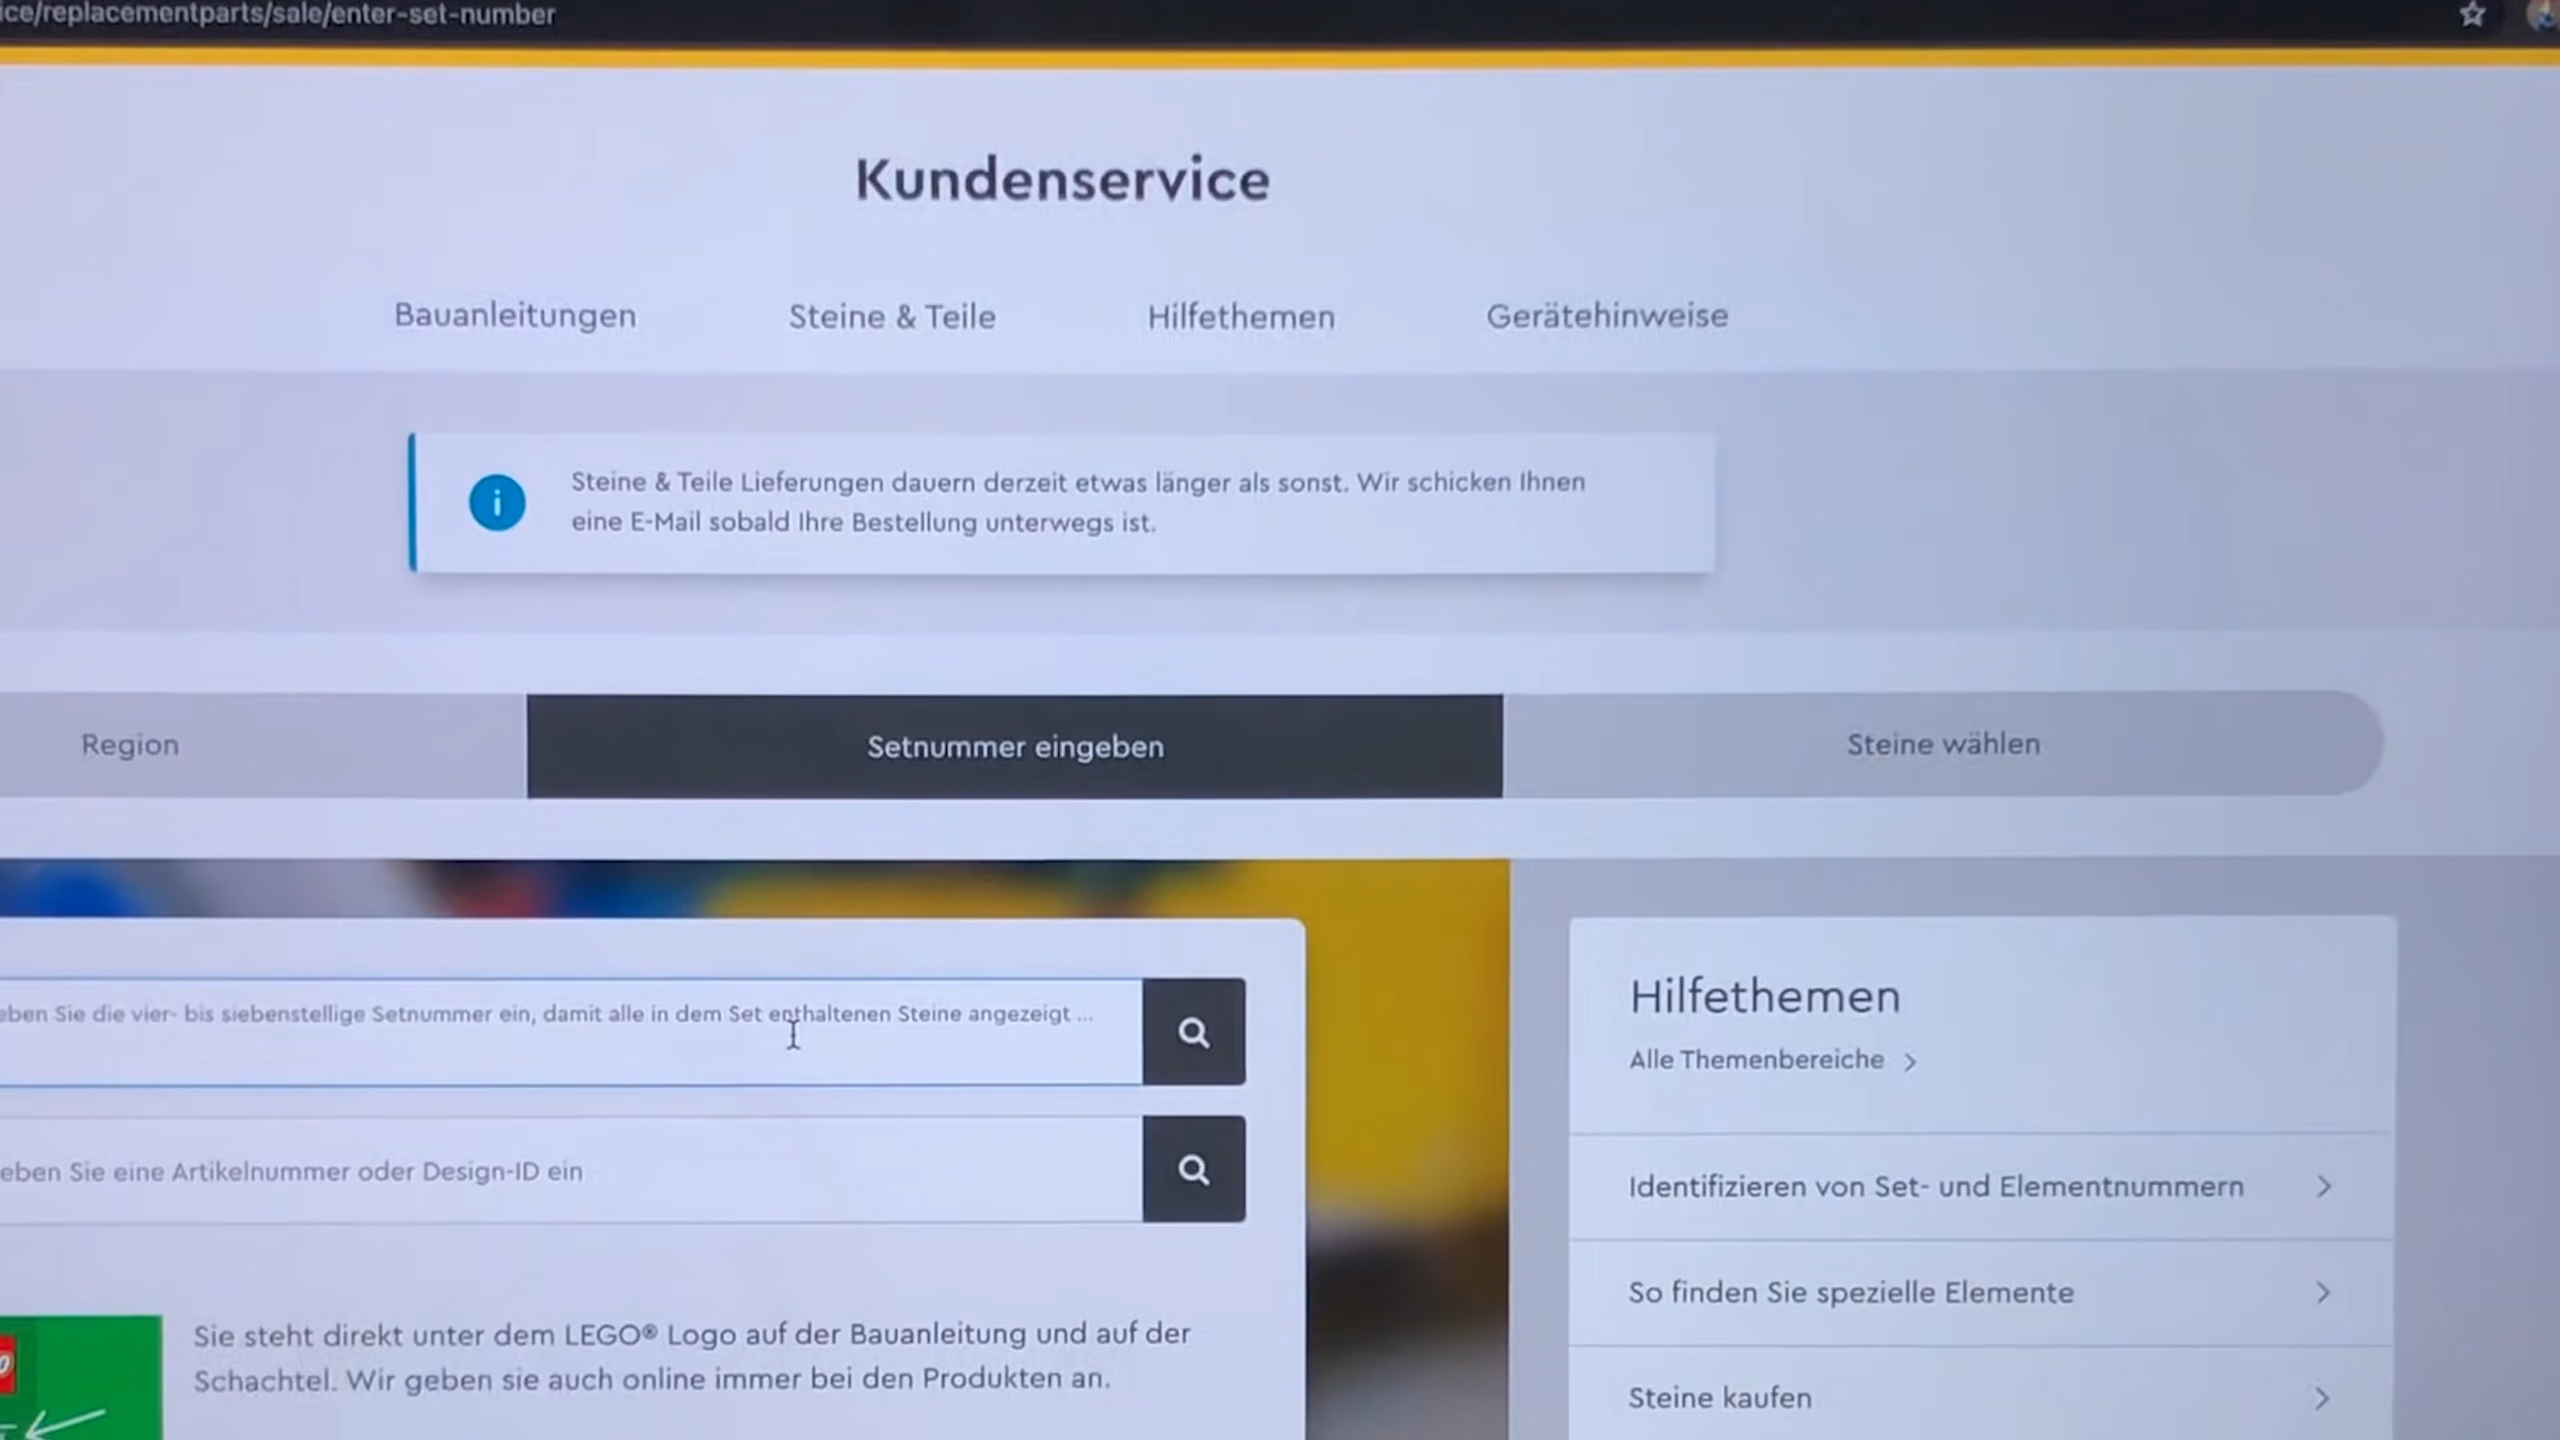 ice/replacementparts/sale/enter-set-number
Kundenservice
Bauanleitungen Steine & Teile Hilfethemen Gerätehinweise
Steine & Teile Lieferungen dauern derzeit etwas länger als sonst. Wir schicken Ihnen
eine E-Mail sobald Ihre Bestellung unterwegs ist.
Region Setnummer eingeben Steine wählen
eben Sie die vier- bis siebenstellige Setnummer ein, damit alle in dem Set enthaltenen Steine angezeigt ...
eben Sie eine Artikelnummer oder Design-ID ein
Sie steht direkt unter dem LEGO® Logo auf der Bauanleitung und auf der
Schachtel. Wir geben sie auch online immer bei den Produkten an.
Hilfethemen
Alle Themenbereiche >
Identifizieren von Set- und Elementnummern >
So finden Sie spezielle Elemente >
Steine kaufen >